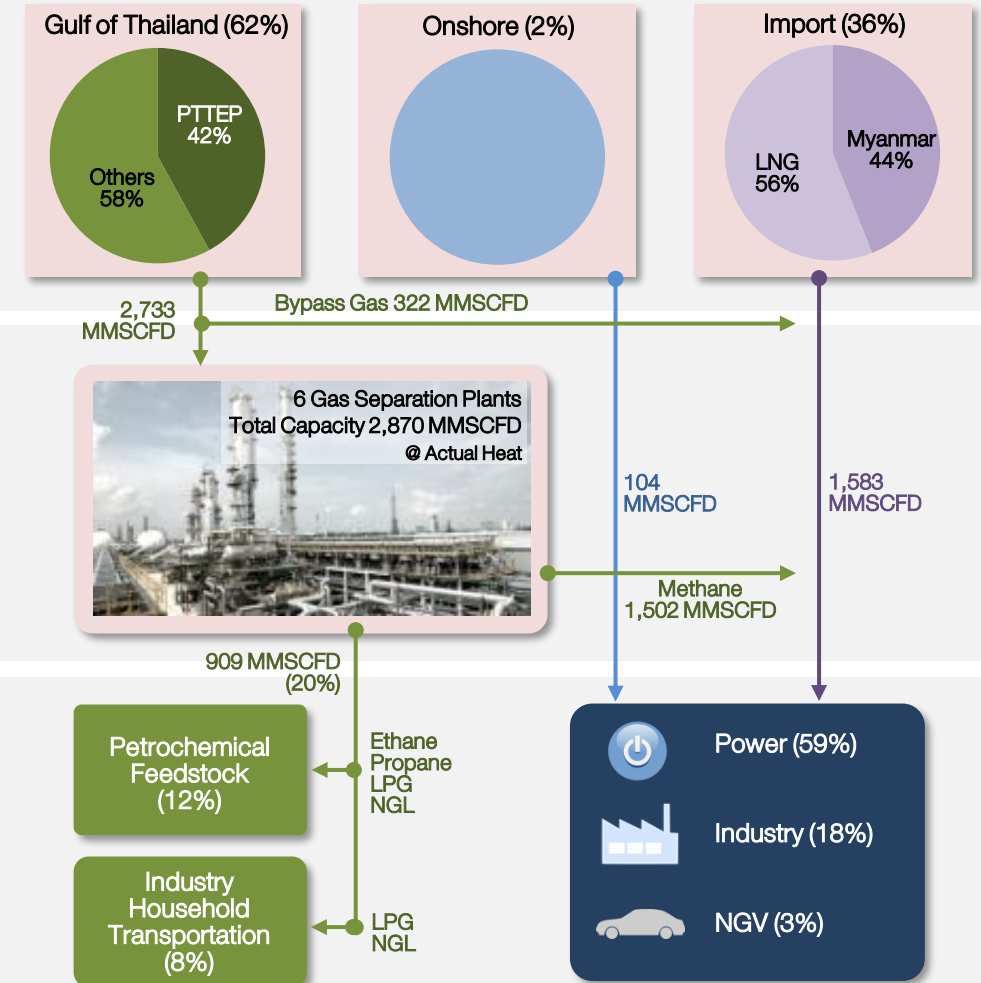 Gulf of Thailand (62%)
PTTEP
42%
Others
58%
Onshore (2%)
Import (36%)
Myanmar
44%
LNG
56%
2,733
MMSCFD
Bypass Gas 322 MMSCFD
6 Gas Separation Plants
Total Capacity 2,870 MMSCFD
@ Actual Heat
104
MMSCFD
1,583
MMSCFD
Methane
1,502 MMSCFD
909 MMSCFD
(20%)
Petrochemical
Feedstock
(12%)
Ethane
Propane
LPG
NGL
Industry
Household
Transportation
(8%)
LPG
NGL
Power (59%)
Industry (18%)
NGV (3%)